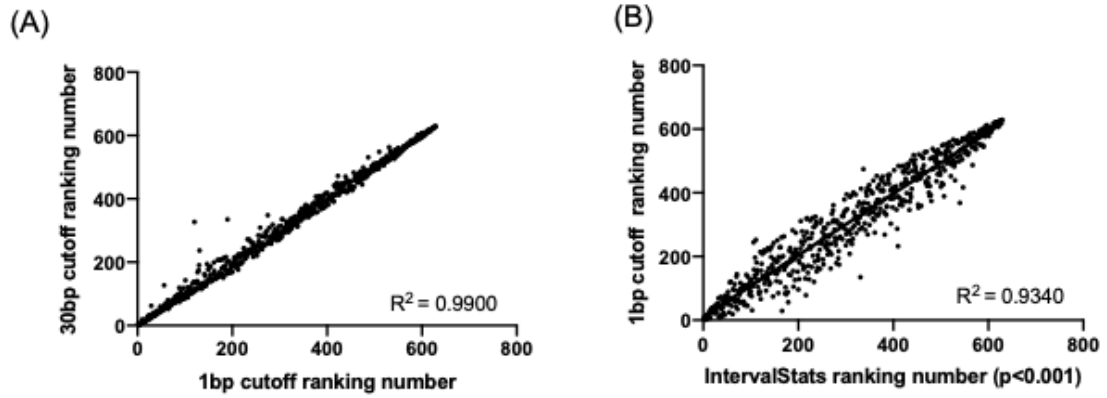 (A)
30bp cutoff ranking number
800
600
400
200
0
R² = 0.9900
0 200 400 600 800
1bp cutoff ranking number
(B)
1bp cutoff ranking number
800
600
400
200
0
R² = 0.9340
0 200 400 600 800
IntervalStats ranking number (p<0.001)